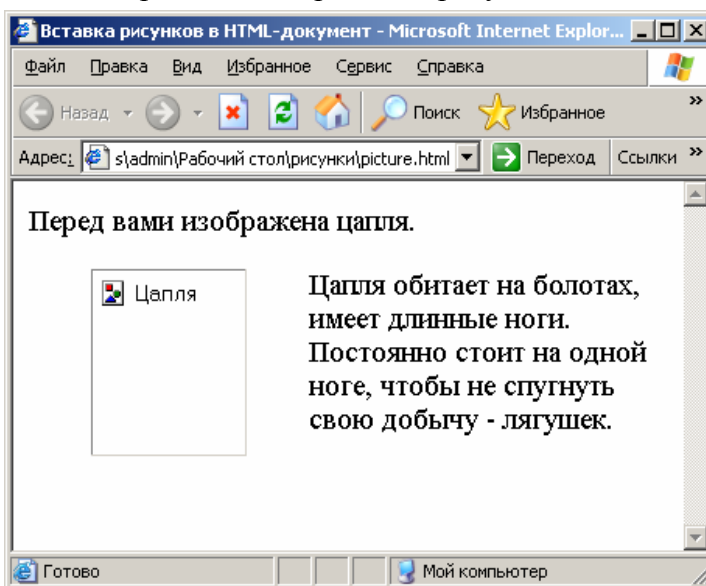 Вставка рисунков в HTML-документ - Microsoft Internet Explor...
Файл Правка Вид Избранное Сервис Справка
Назад Поиск Избранное »
Адрес: s\admin\Рабочий стол\рисунки\picture.html Переход Ссылки »
Перед вами изображена цапля.
Цапля
Цапля обитает на болотах,
имеет длинные ноги.
Постоянно стоит на одной
ноге, чтобы не спугнуть
свою добычу - лягушек.
Готово Мой компьютер